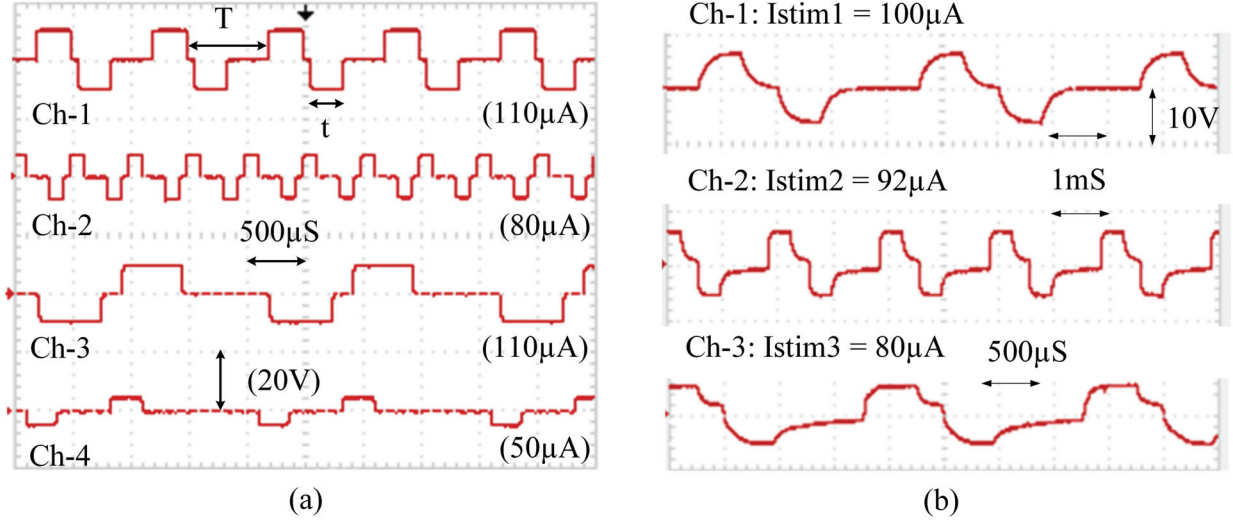 T
t
Ch-1
(110µA)
Ch-2
(80µA)
500µS
Ch-3
(110µA)
(20V)
Ch-4
(50µA)
(a)
Ch-1: Istim1 = 100µA
10V
Ch-2: Istim2 = 92µA
1mS
Ch-3: Istim3 = 80µA
500µS
(b)